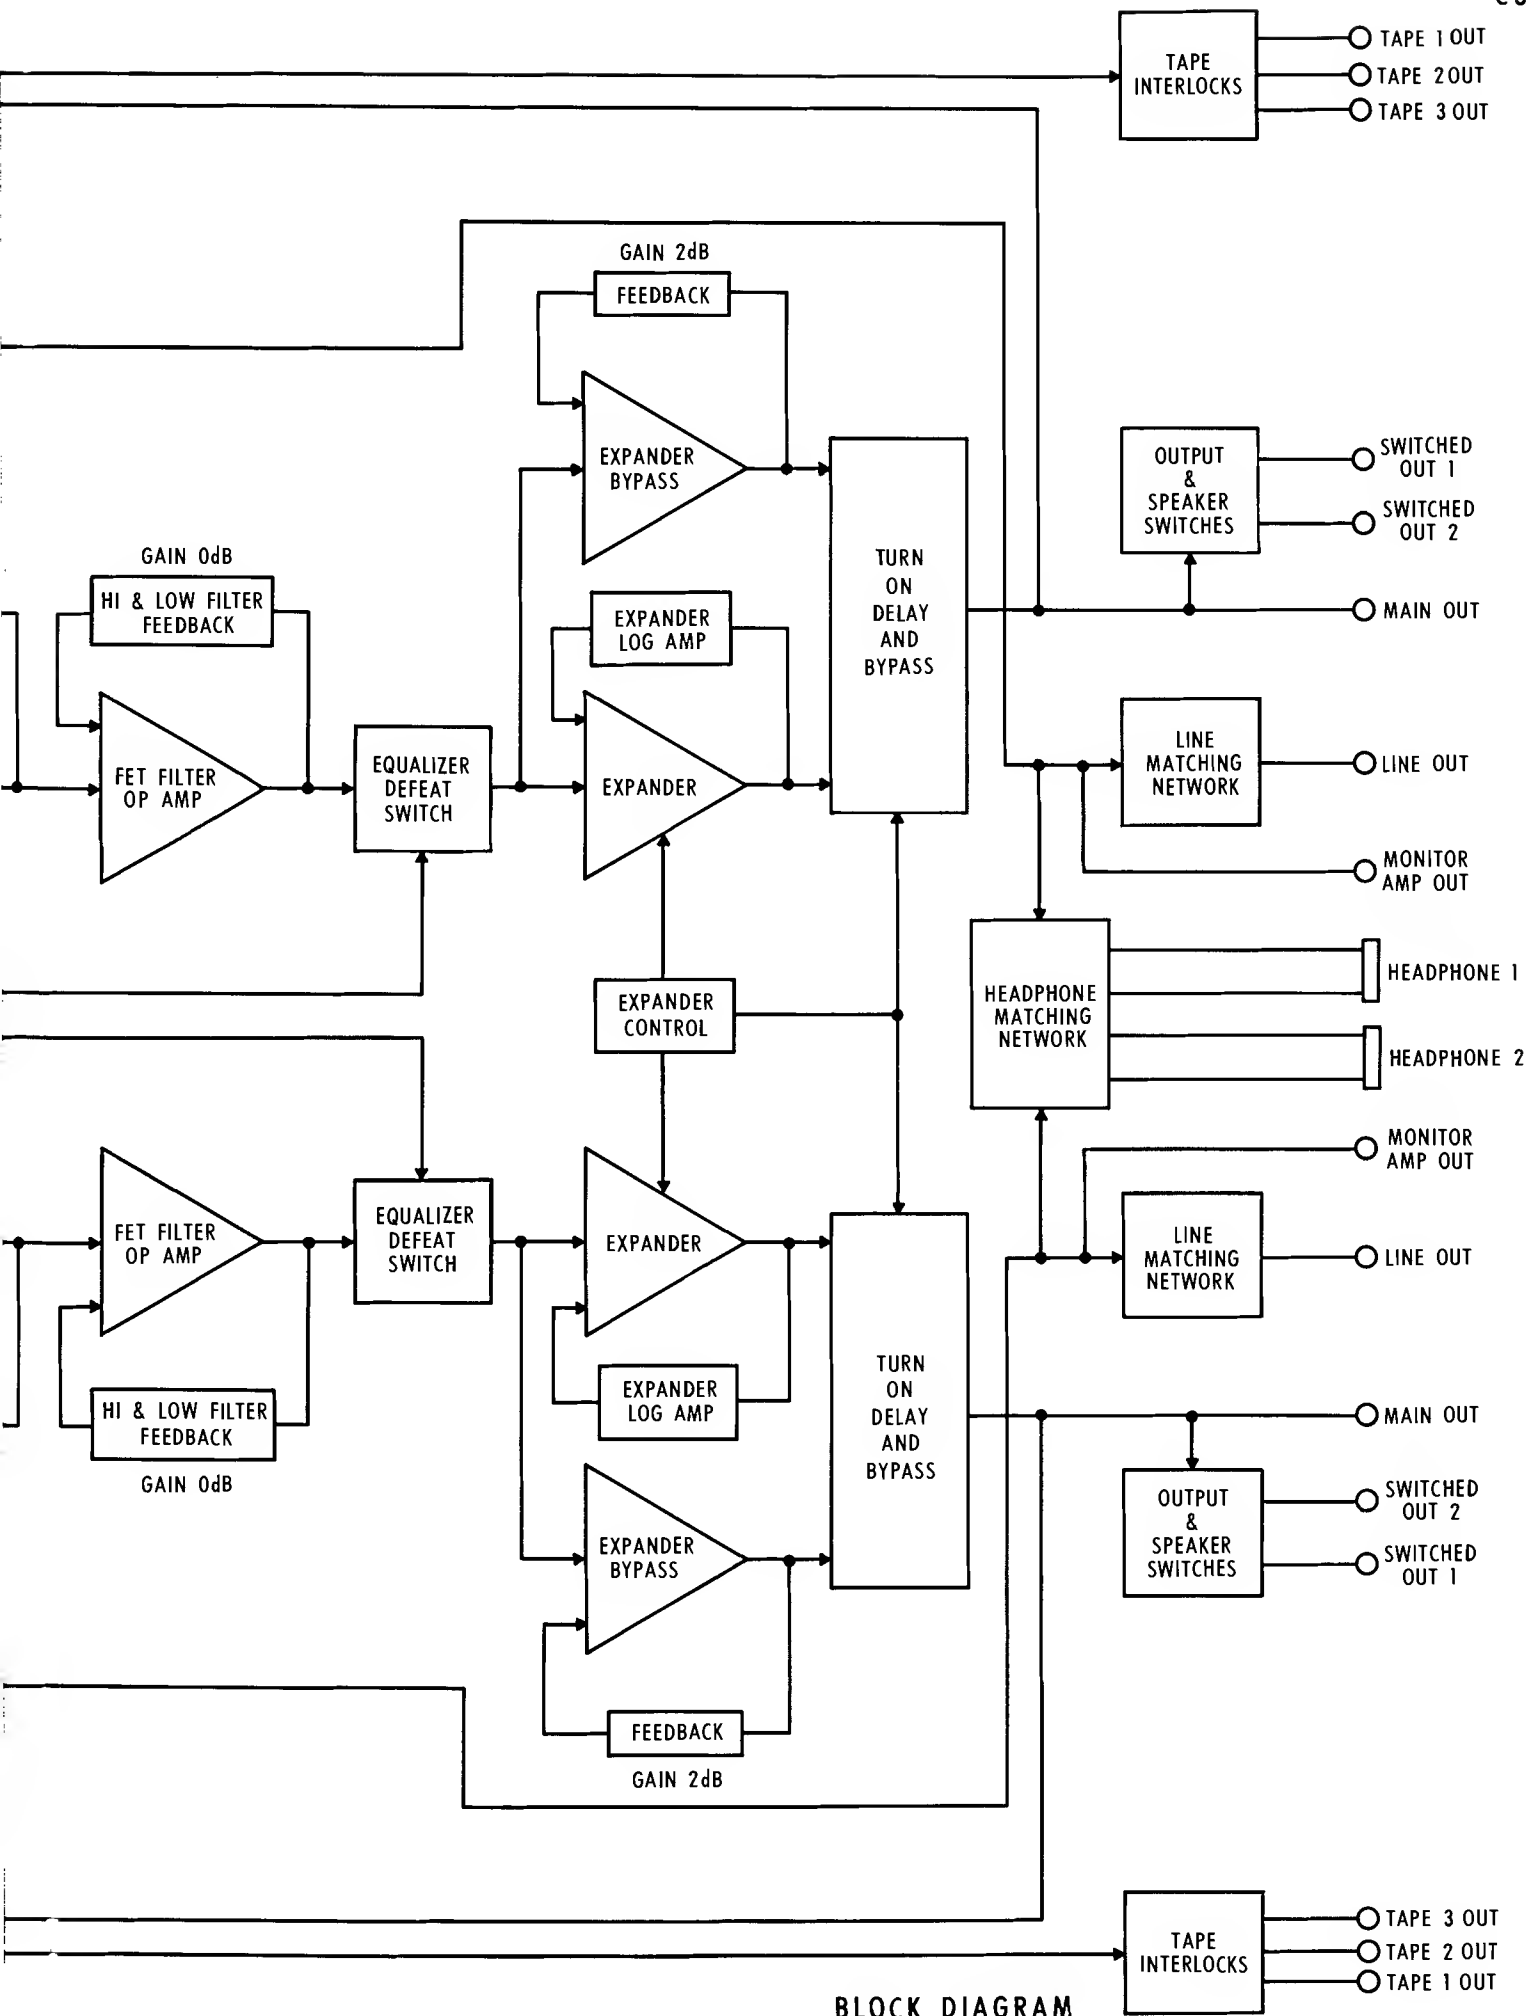 TAPE
INTERLOCKS
TAPE 1 OUT
TAPE 2 OUT
TAPE 3 OUT
GAIN 2dB
FEEDBACK
EXPANDER
BYPASS
OUTPUT
&
SPEAKER
SWITCHES
SWITCHED
OUT 1
SWITCHED
OUT 2
GAIN 0dB
HI & LOW FILTER
FEEDBACK
EXPANDER
LOG AMP
TURN
ON
DELAY
AND
BYPASS
MAIN OUT
FET FILTER
OP AMP
EQUALIZER
DEFEAT
SWITCH
EXPANDER
LINE
MATCHING
NETWORK
LINE OUT
MONITOR
AMP OUT
EXPANDER
CONTROL
HEADPHONE
MATCHING
NETWORK
HEADPHONE 1
HEADPHONE 2
MONITOR
AMP OUT
FET FILTER
OP AMP
EQUALIZER
DEFEAT
SWITCH
EXPANDER
LINE
MATCHING
NETWORK
LINE OUT
EXPANDER
LOG AMP
TURN
ON
DELAY
AND
BYPASS
MAIN OUT
HI & LOW FILTER
FEEDBACK
GAIN 0dB
EXPANDER
BYPASS
OUTPUT
&
SPEAKER
SWITCHES
SWITCHED
OUT 2
SWITCHED
OUT 1
FEEDBACK
GAIN 2dB
TAPE
INTERLOCKS
TAPE 3 OUT
TAPE 2 OUT
TAPE 1 OUT
BLOCK DIAGRAM